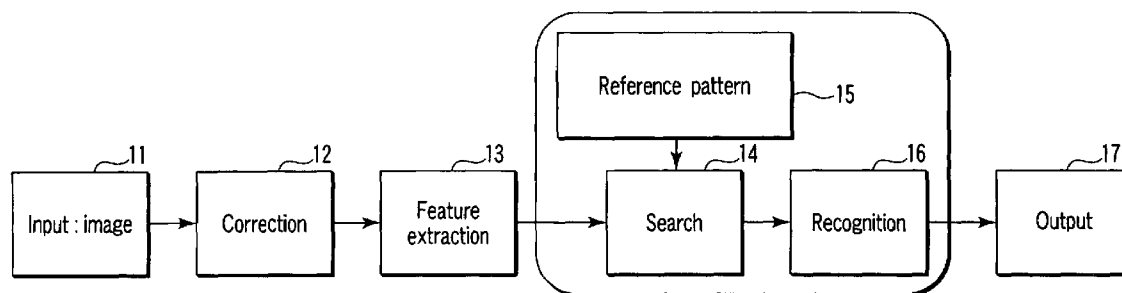 Reference pattern
15
11
12
13
14
16
17
Input : image
Correction
Feature
extraction
Search
Recognition
Output